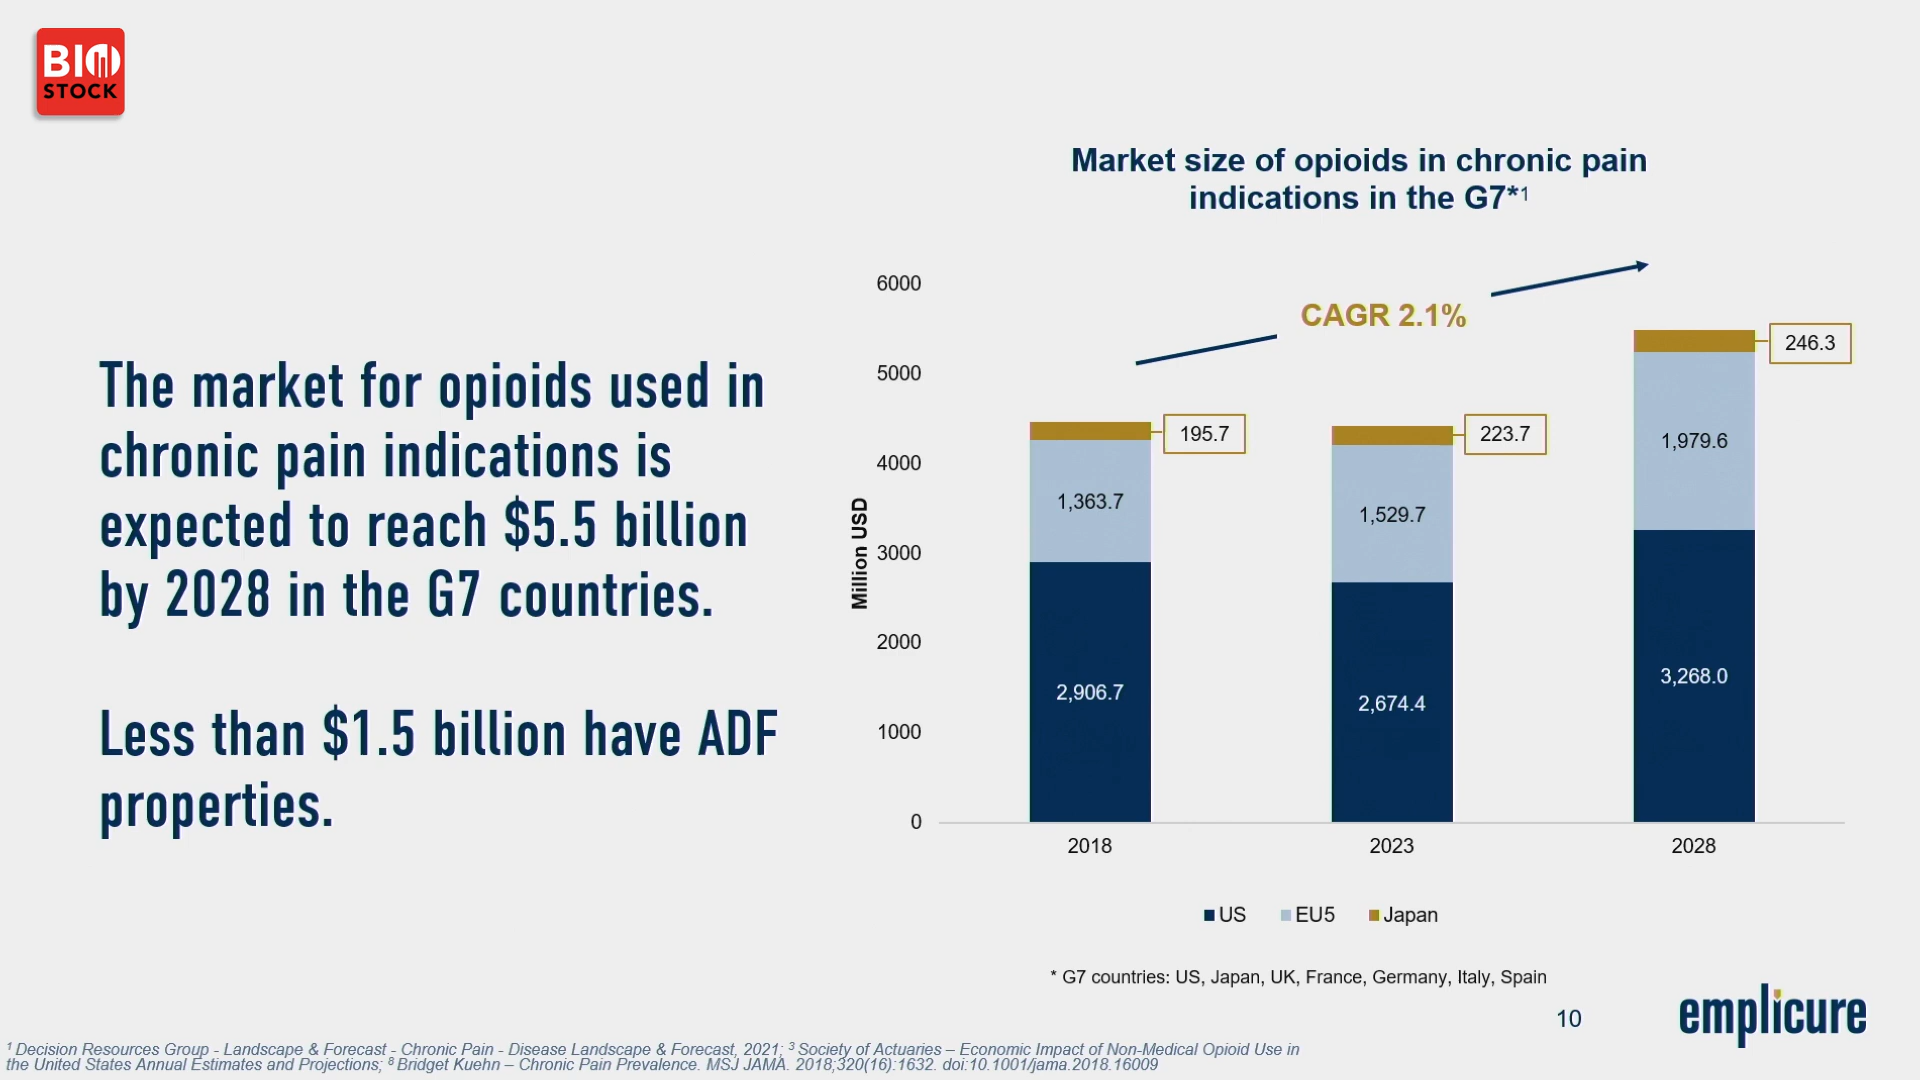 BIO
STOCK
Market size of opioids in chronic pain
indications in the G7*1
The market for opioids used in
chronic pain indications is
expected to reach $5.5 billion
by 2028 in the G7 countries.
Less than $1.5 billion have ADF
properties.
Million USD
6000
5000
4000
3000
2000
1000
0
CAGR 2.1%
195.7
1,363.7
2,906.7
223.7
1,529.7
2,674.4
246.3
1,979.6
3,268.0
2018
2023
2028
US
EU5
Japan
* G7 countries: US, Japan, UK, France, Germany, Italy, Spain
10
emplicure
1 Decision Resources Group - Landscape & Forecast - Chronic Pain - Disease Landscape & Forecast, 2021; 3 Society of Actuaries – Economic Impact of Non-Medical Opioid Use in
the United States Annual Estimates and Projections; 8 Bridget Kuehn – Chronic Pain Prevalence. MSJ JAMA. 2018;320(16):1632. doi:10.1001/jama.2018.16009